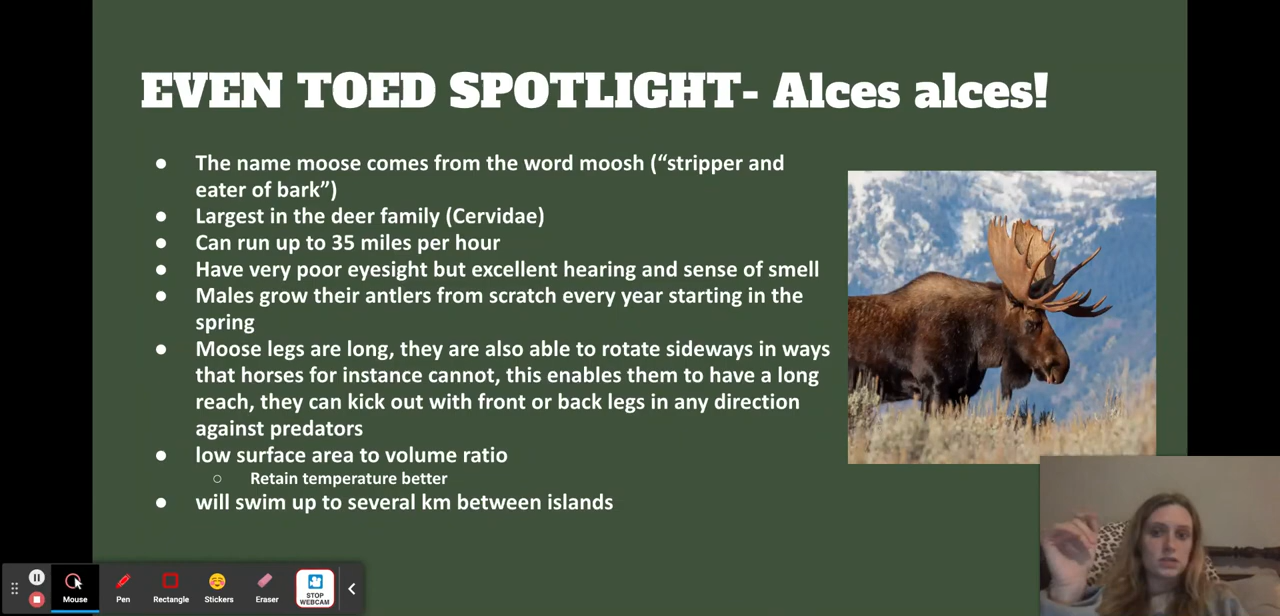 EVEN TOED SPOTLIGHT- Alces alces!
● The name moose comes from the word moosh (“stripper and
eater of bark”)
● Largest in the deer family (Cervidae)
● Can run up to 35 miles per hour
● Have very poor eyesight but excellent hearing and sense of smell
● Males grow their antlers from scratch every year starting in the
spring
● Moose legs are long, they are also able to rotate sideways in ways
that horses for instance cannot, this enables them to have a long
reach, they can kick out with front or back legs in any direction
against predators
● low surface area to volume ratio
○ Retain temperature better
● will swim up to several km between islands
Mouse
Pen
Rectangle
Stickers
Eraser
STOP
WEBCAM